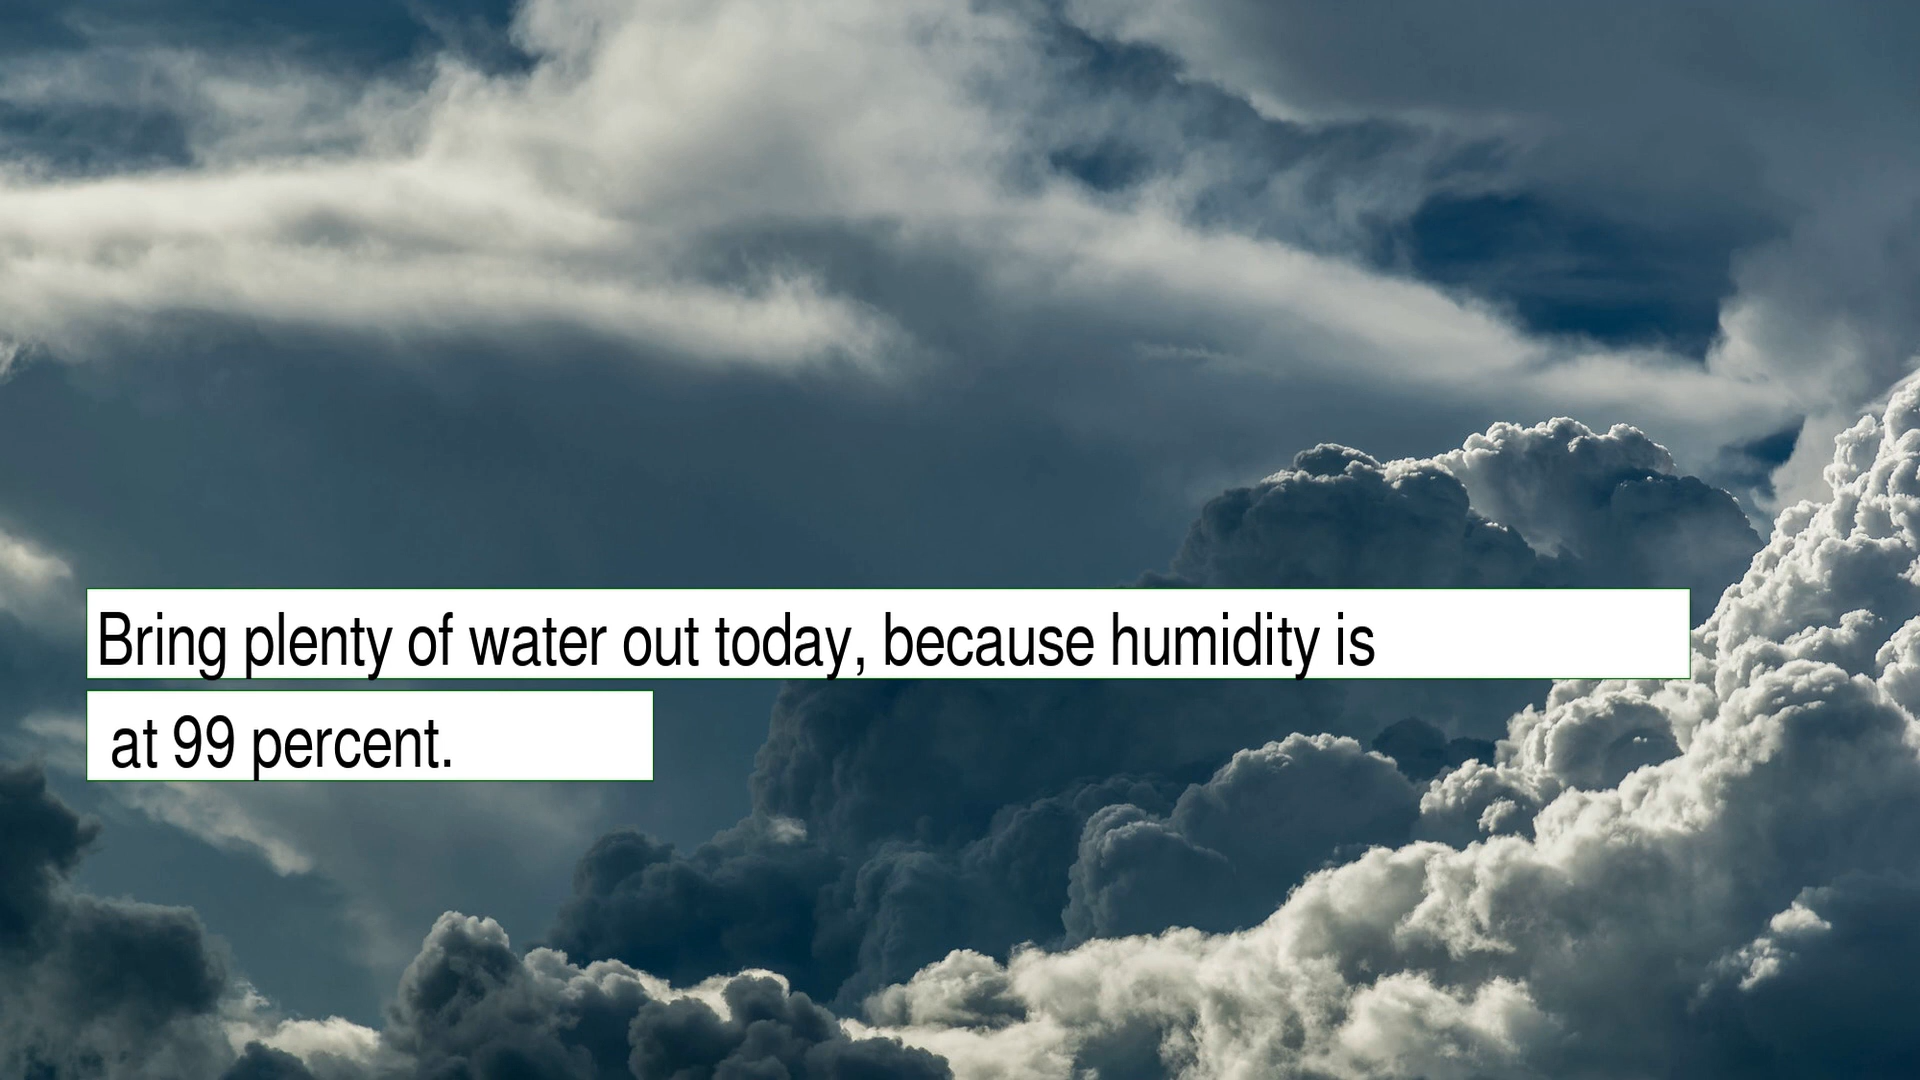 Bring plenty of water out today, because humidity is
at 99 percent.